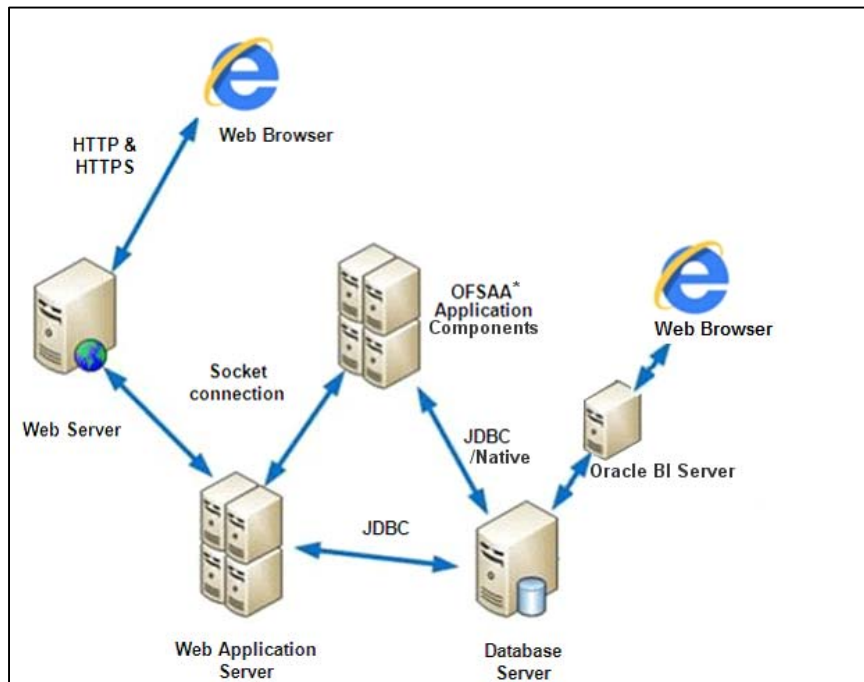 Web Browser
HTTP &
HTTPS
OFSAA*
Application
Components
Web Browser
Socket
connection
Web Server
JDBC
/Native
Oracle BI Server
JDBC
Web Application
Server
Database
Server